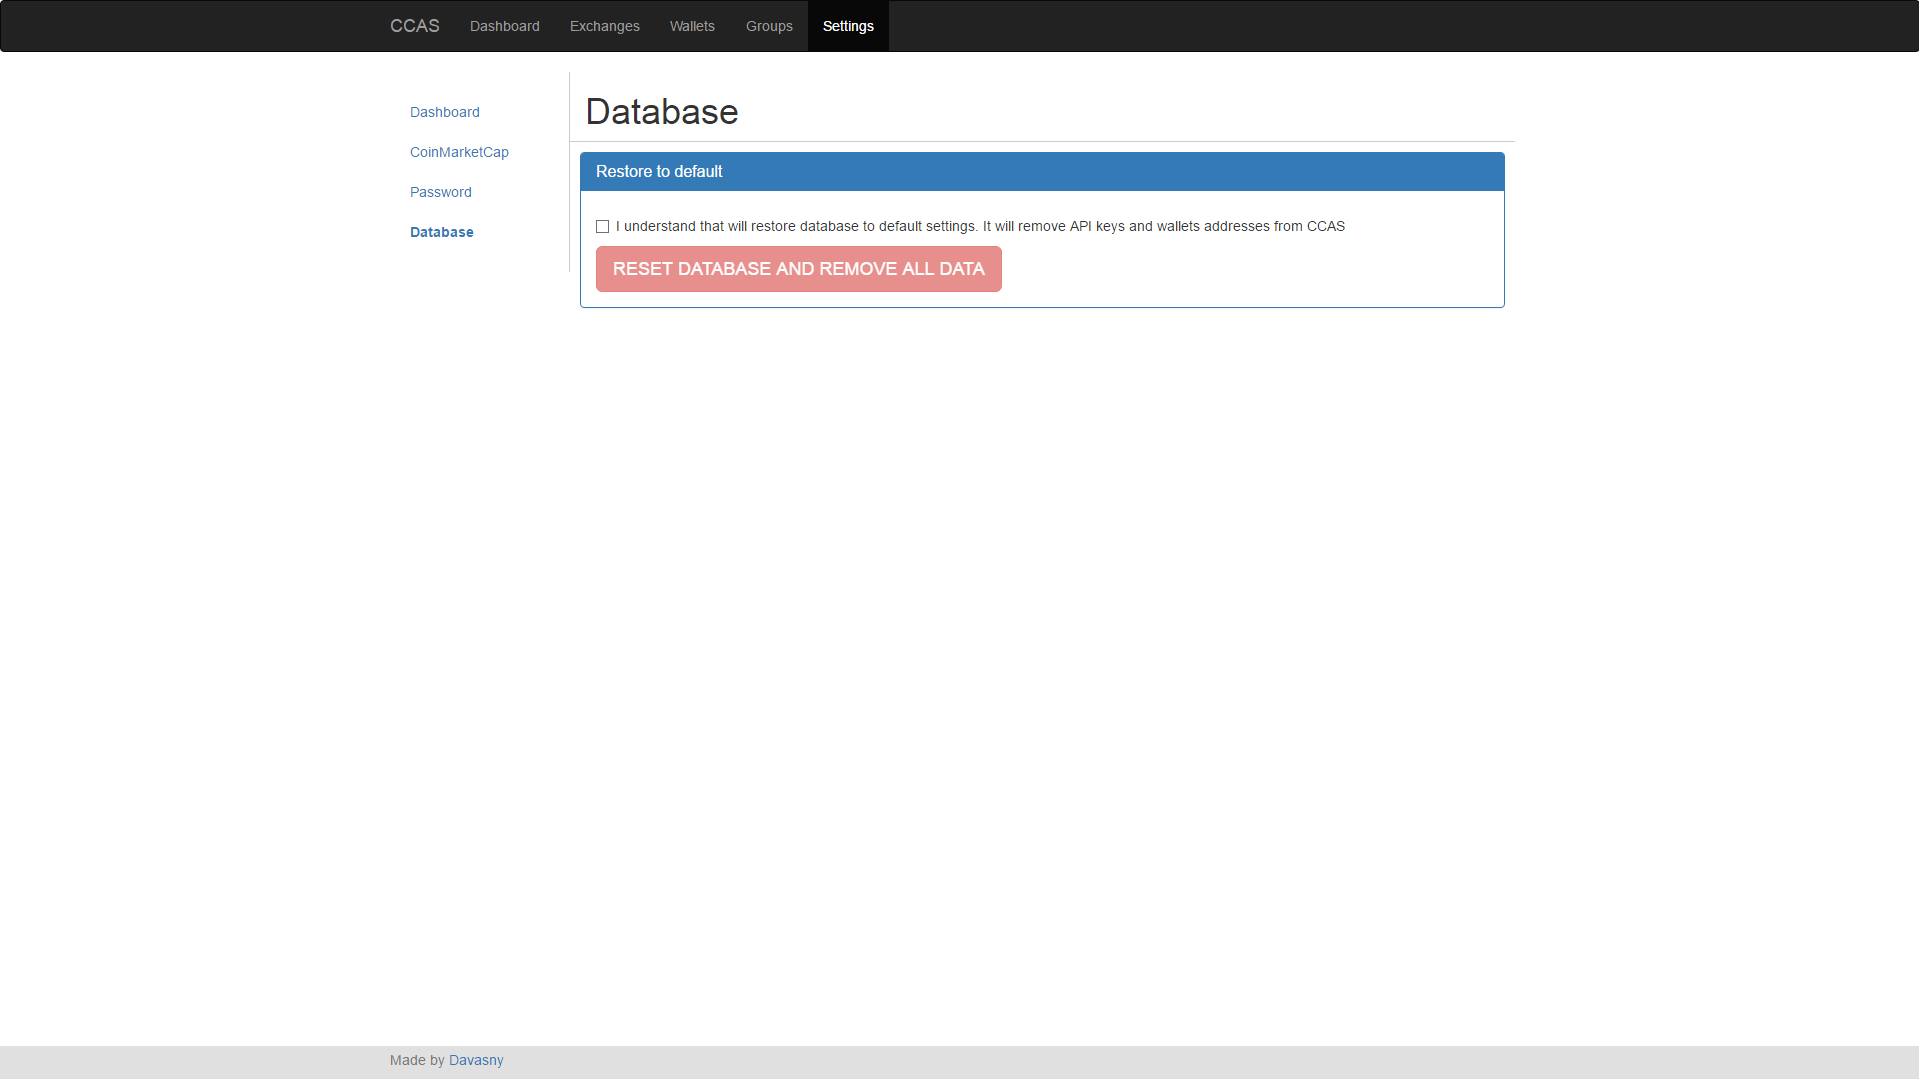 CCAS Dashboard Exchanges Wallets Groups Settings
Dashboard
CoinMarketCap
Password
Database
Database
Restore to default
I understand that will restore database to default settings. It will remove API keys and wallets addresses from CCAS
RESET DATABASE AND REMOVE ALL DATA
Made by Davasny